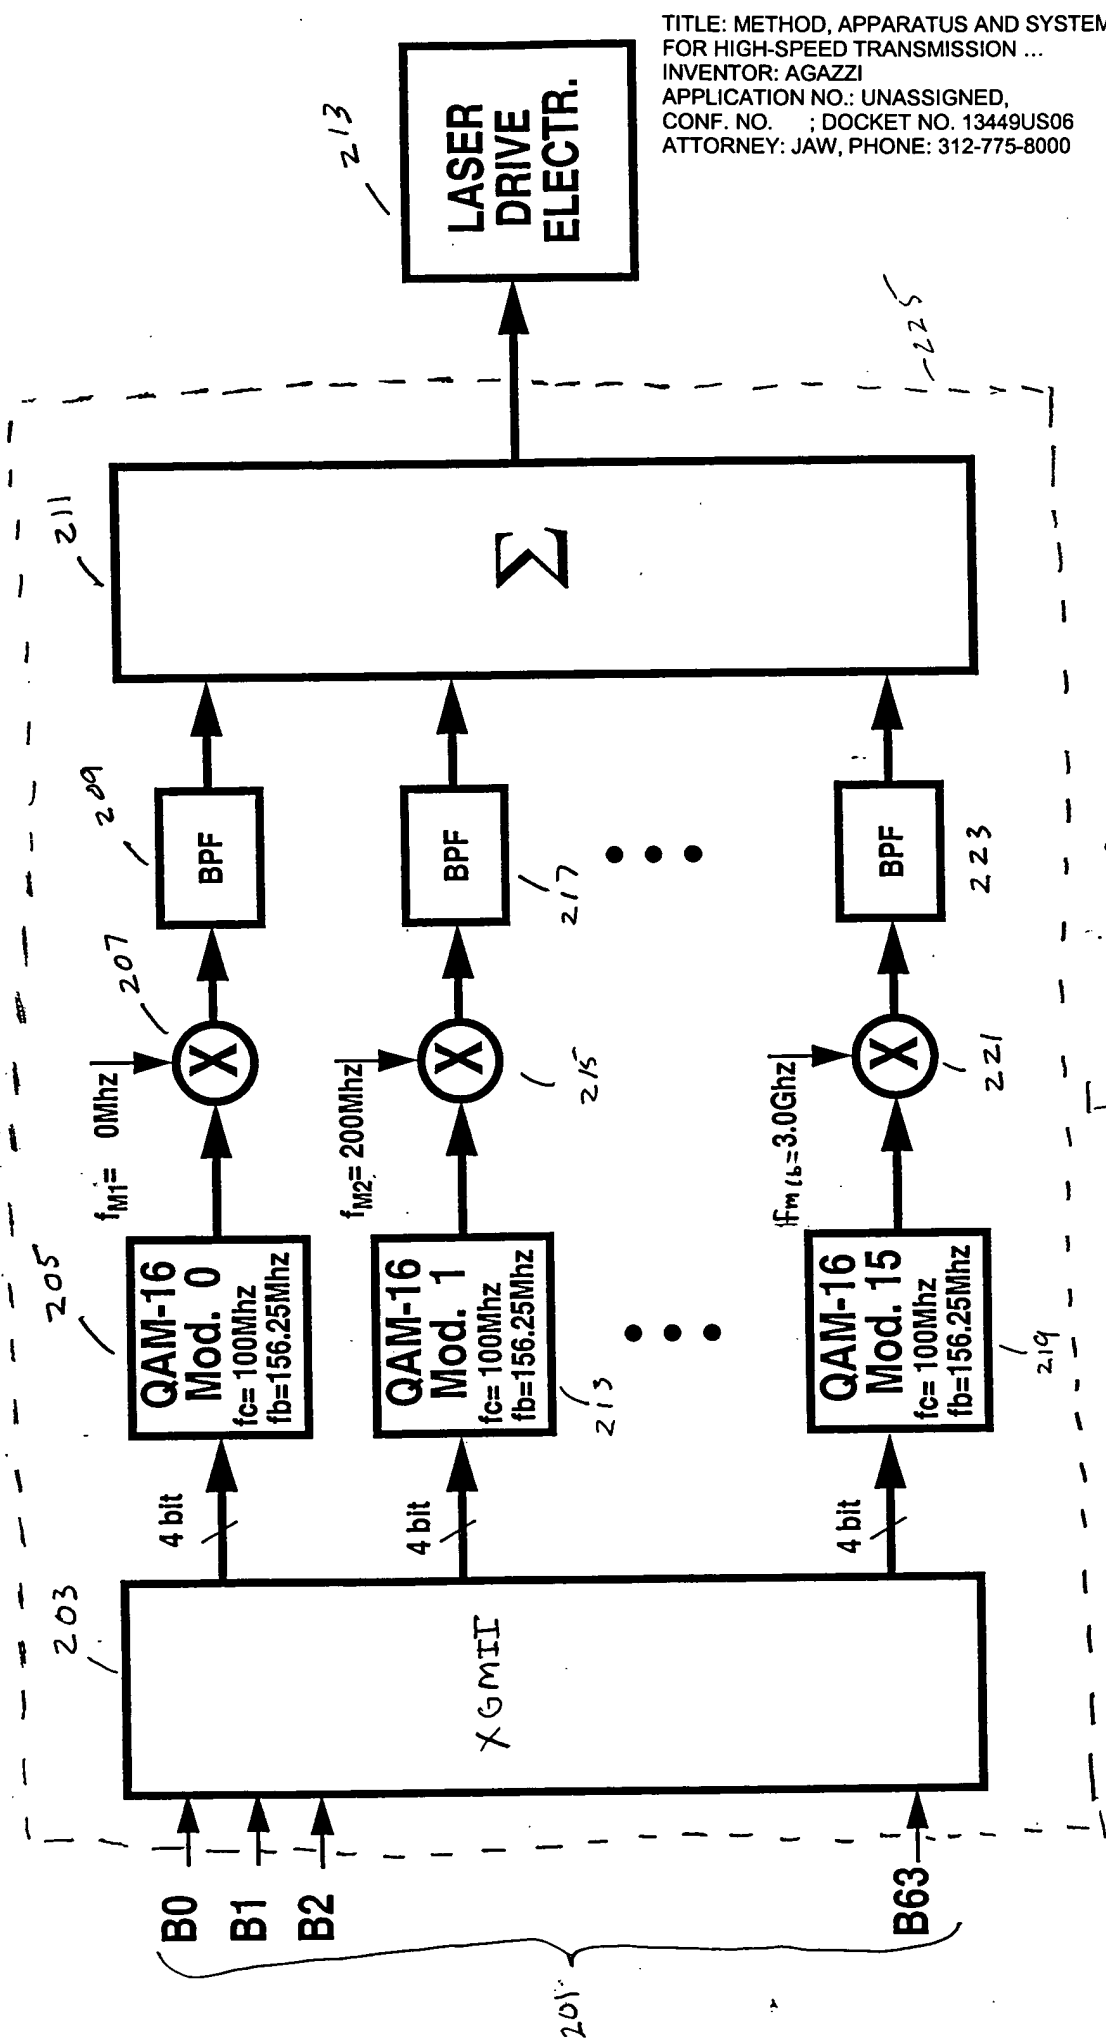 TITLE: METHOD, APPARATUS AND SYSTEM
FOR HIGH-SPEED TRANSMISSION ...
INVENTOR: AGAZZI
APPLICATION NO.: UNASSIGNED,
CONF. NO. ; DOCKET NO. 13449US06
ATTORNEY: JAW, PHONE: 312-775-8000
B0
B1
B2
B63
201
203
XGMII
4 bit
4 bit
4 bit
205
QAM-16
Mod. 0
fc= 100Mhz
fb=156.25Mhz
QAM-16
Mod. 1
fc= 100Mhz
fb=156.25Mhz
213
QAM-16
Mod. 15
fc= 100Mhz
fb=156.25Mhz
219
fM1= 0Mhz
207
X
fM2= 200Mhz
X
215
Fm16=3.0Ghz
X
221
209
BPF
BPF
217
BPF
223
211
Σ
225
213
LASER
DRIVE
ELECTR.